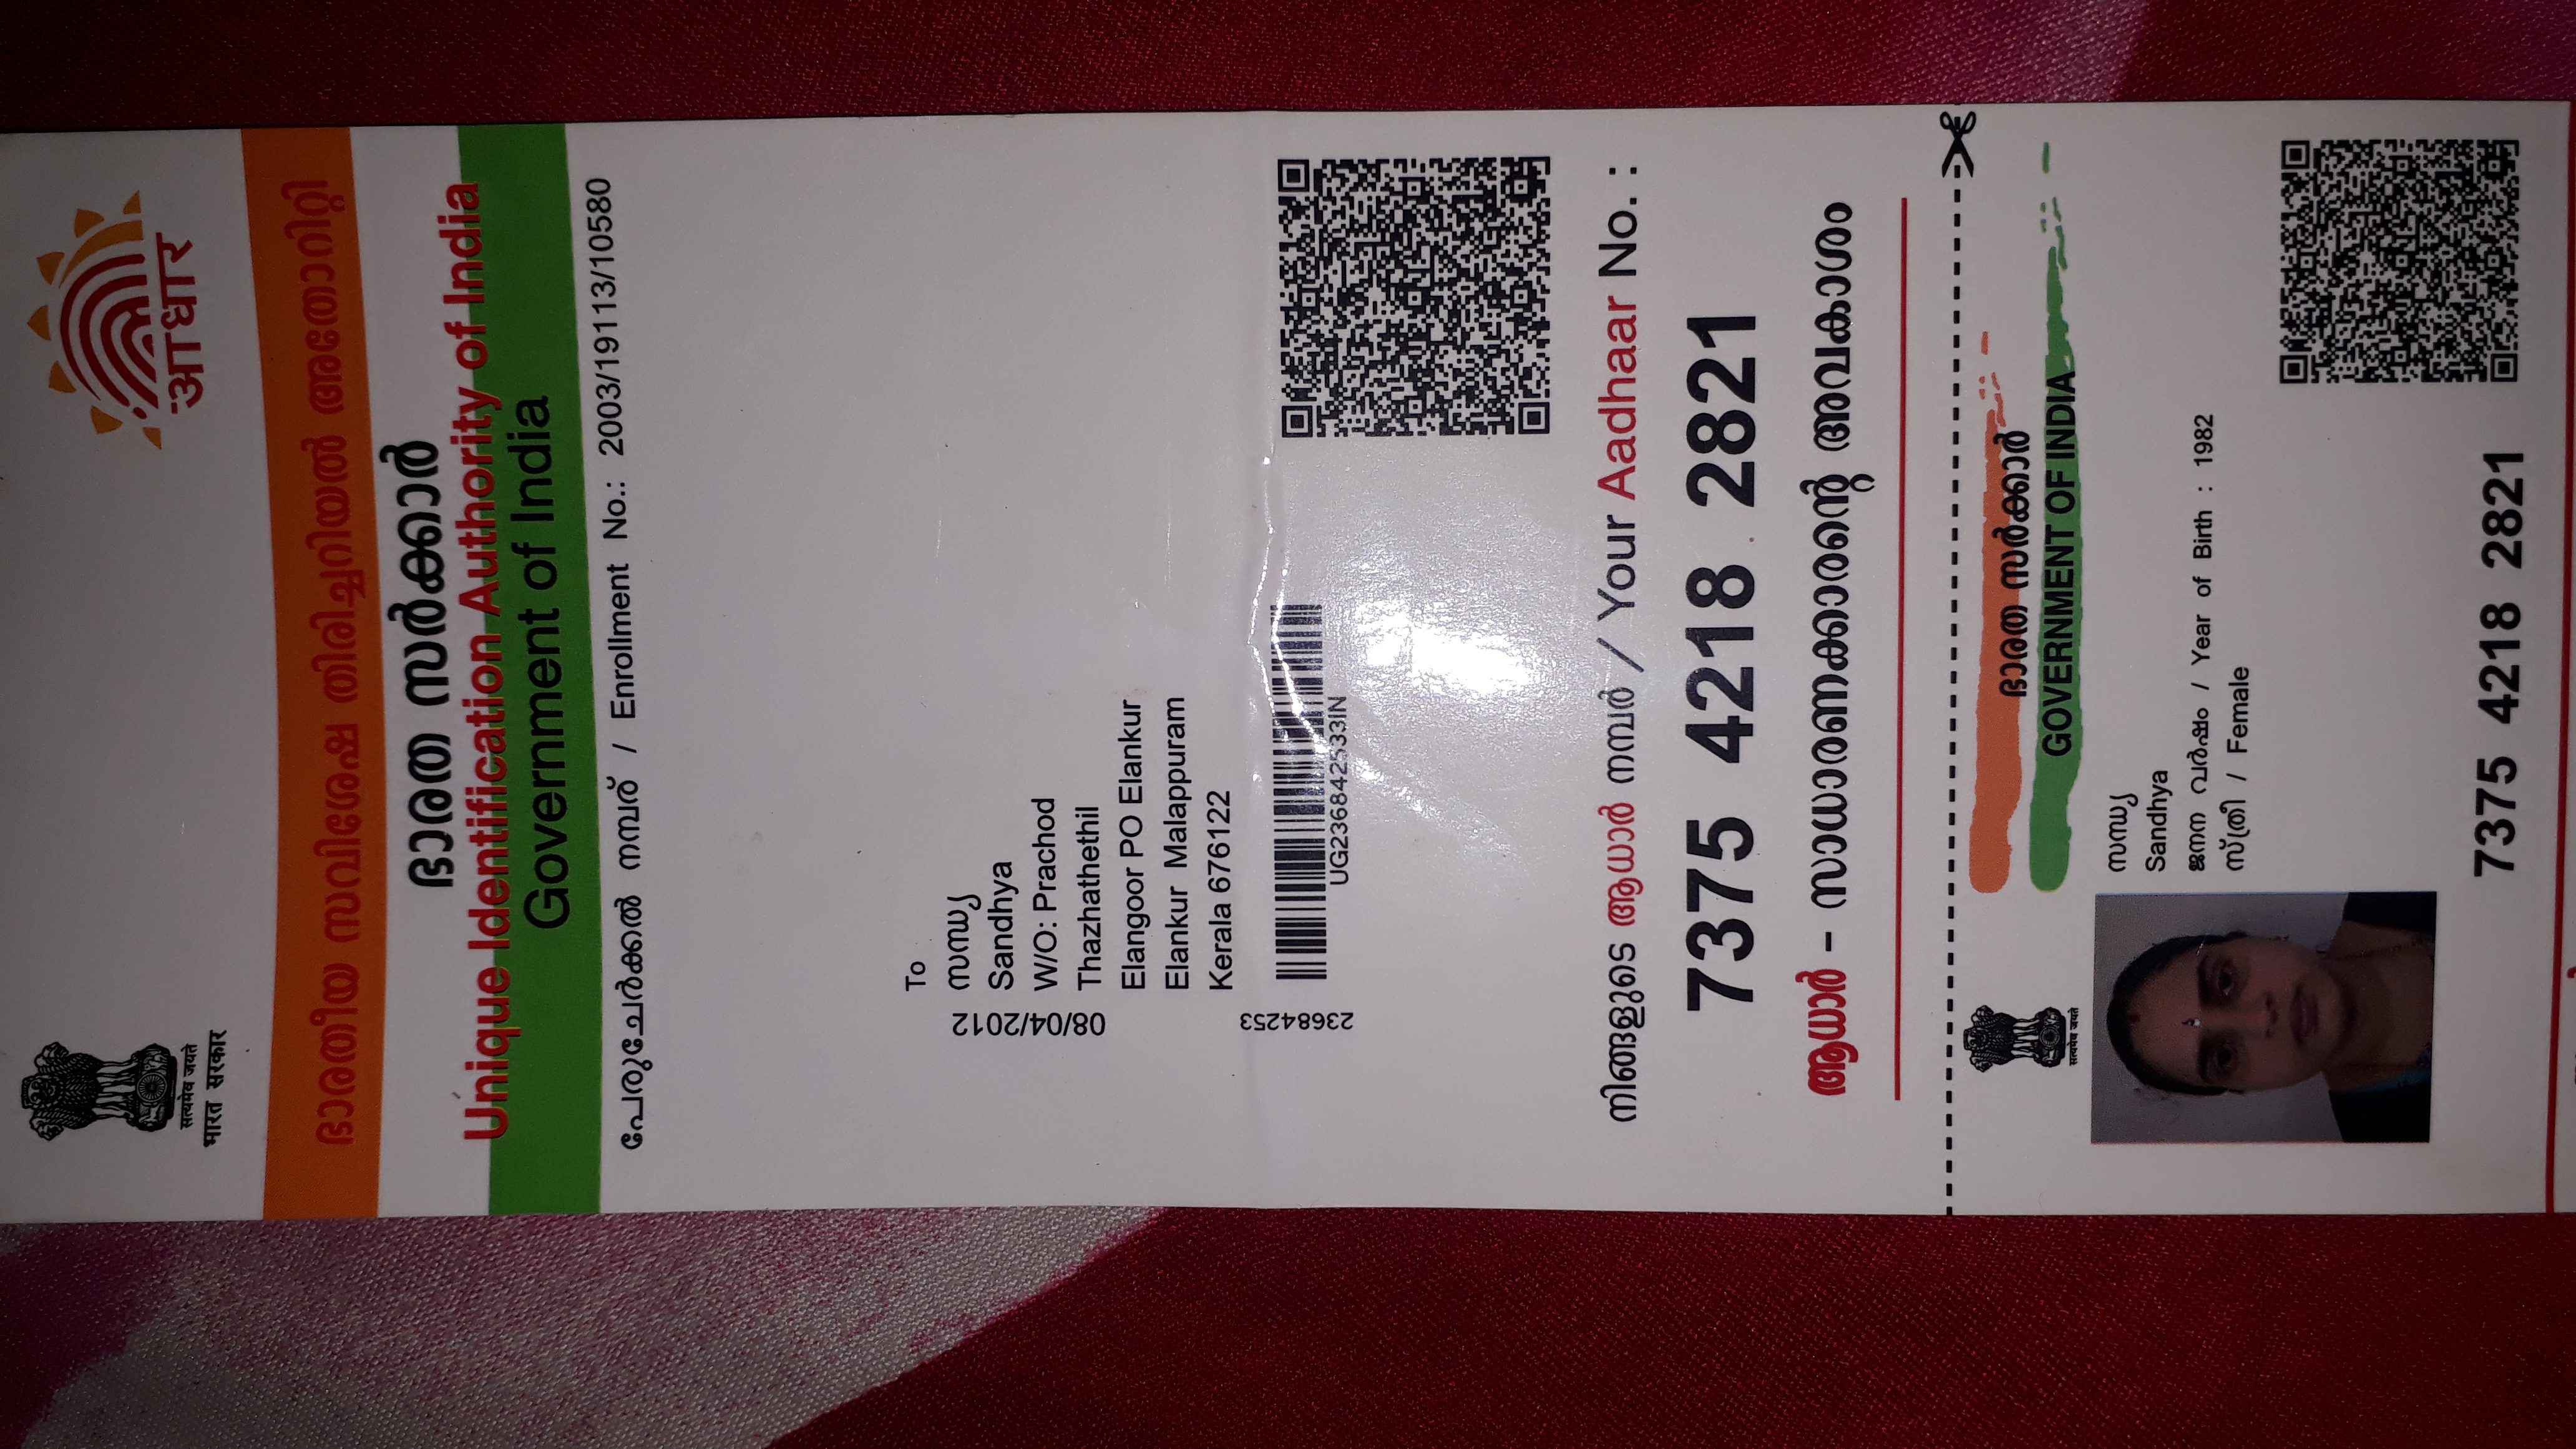 सत्यमेव जयते
भारत सरकार
आधार
ഭാരതീയ സവിശേഷ തിരിച്ചറിയൽ അതോറിറ്റി
ഭാരത സർക്കാർ
Unique Identification Authority of India
Government of India
പേരുചേർക്കൽ നമ്പര് / Enrollment No.: 2003/19113/10580
To
സന്ധ്യ
Sandhya
W/O: Prachod
Thazhathethil
Elangoor PO Elankur
Elankur Malappuram
Kerala 676122
08/04/2012
23684253
UG236842533IN
നിങ്ങളുടെ ആധാർ നമ്പർ / Your Aadhaar No. :
7375 4218 2821
ആധാർ - സാധാരണക്കാരന്റെ അവകാശം
सत्यमेव जयते
ഭാരത സർക്കാർ
GOVERNMENT OF INDIA
സന്ധ്യ
Sandhya
ജനന വർഷം / Year of Birth : 1982
സ്ത്രീ / Female
7375 4218 2821